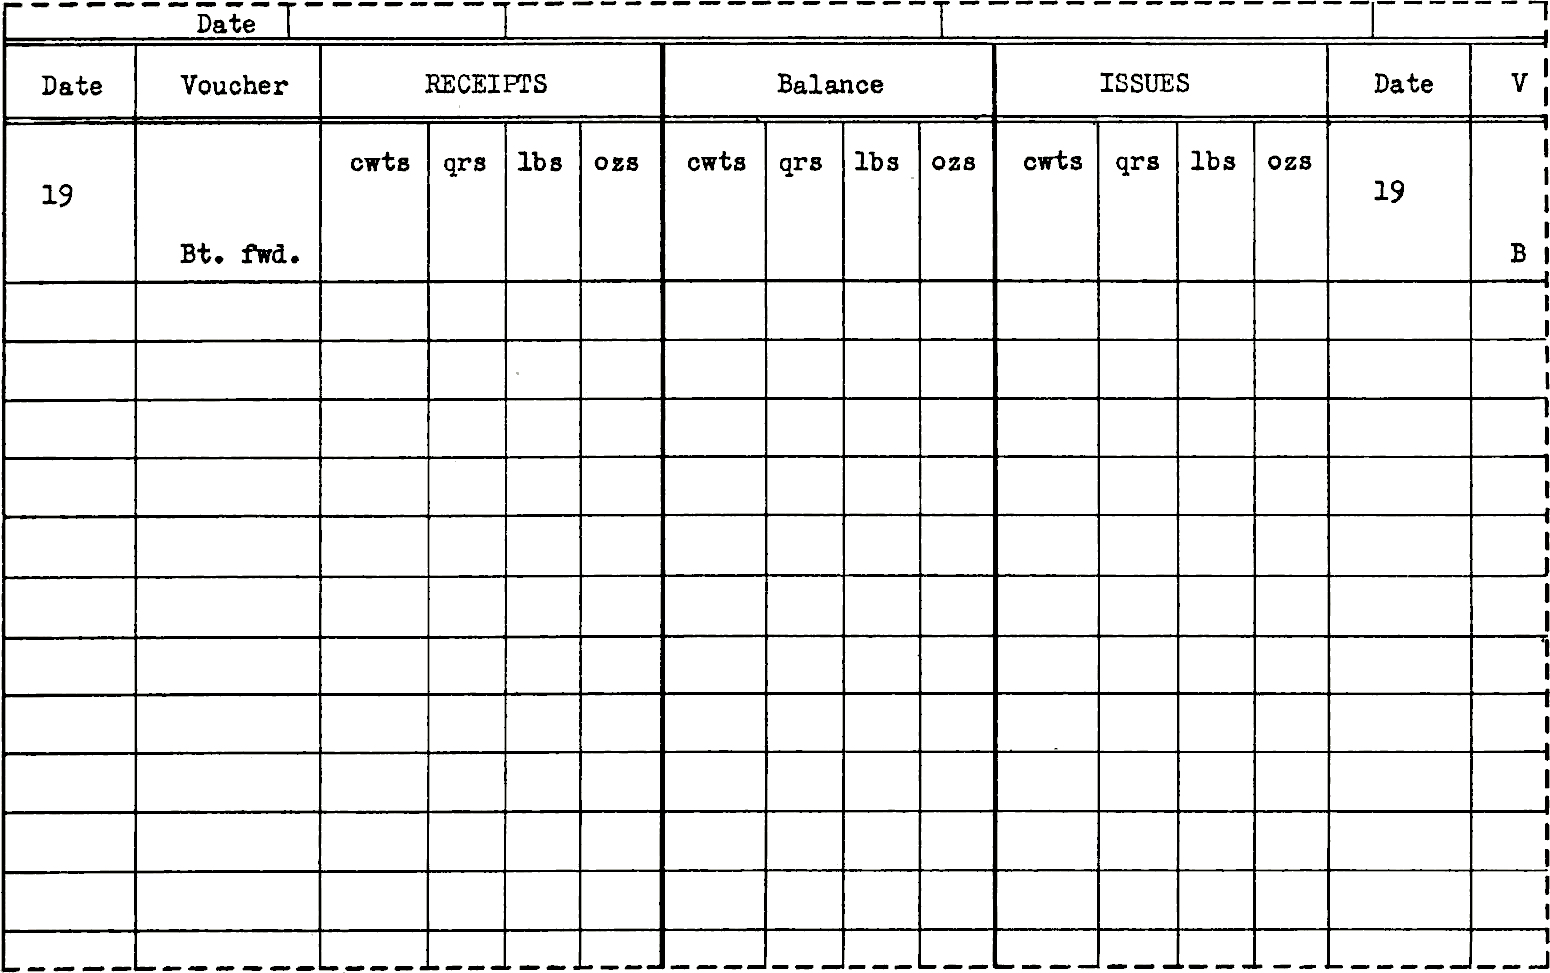 Date
Date Voucher RECEIPTS Balance ISSUES Date V
cwts qrs lbs ozs cwts qrs lbs ozs cwts qrs lbs ozs
19 19
Bt. fwd. B